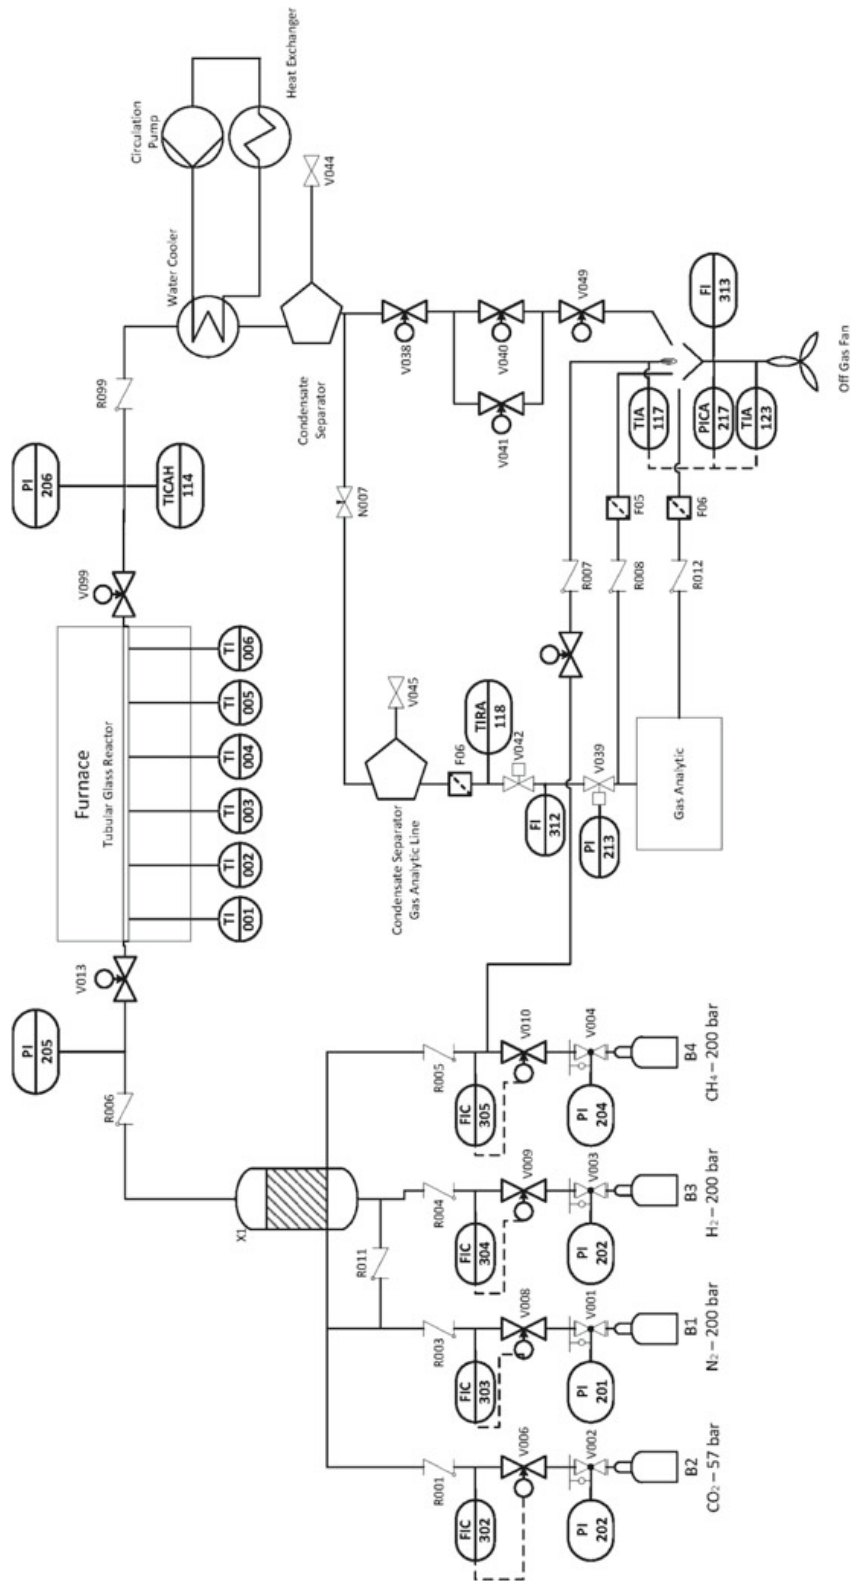 Circulation
Pump
Heat Exchanger
Water Cooler
V044
R099
PI
206
TICAH
114
Condensate
Separator
V038
V040
V041
V049
FI
313
Off Gas Fan
TIA
117
PICA
217
TIA
123
N007
F05
F06
R007
R008
R012
V099
Furnace
Tubular Glass Reactor
TI
006
TI
005
TI
004
TI
003
TI
002
TI
001
V045
Condensate Separator
Gas Analytic Line
F06
TIRA
118
V042
FI
312
V039
PI
213
Gas Analytic
V013
PI
205
R006
X1
R011
R005
FIC
305
V010
V004
PI
204
B4
CH₄ – 200 bar
R004
FIC
304
V009
V003
PI
202
B3
H₂ – 200 bar
R003
FIC
303
V008
V001
PI
201
B1
N₂ – 200 bar
R001
FIC
302
V006
V002
PI
202
B2
CO₂ – 57 bar